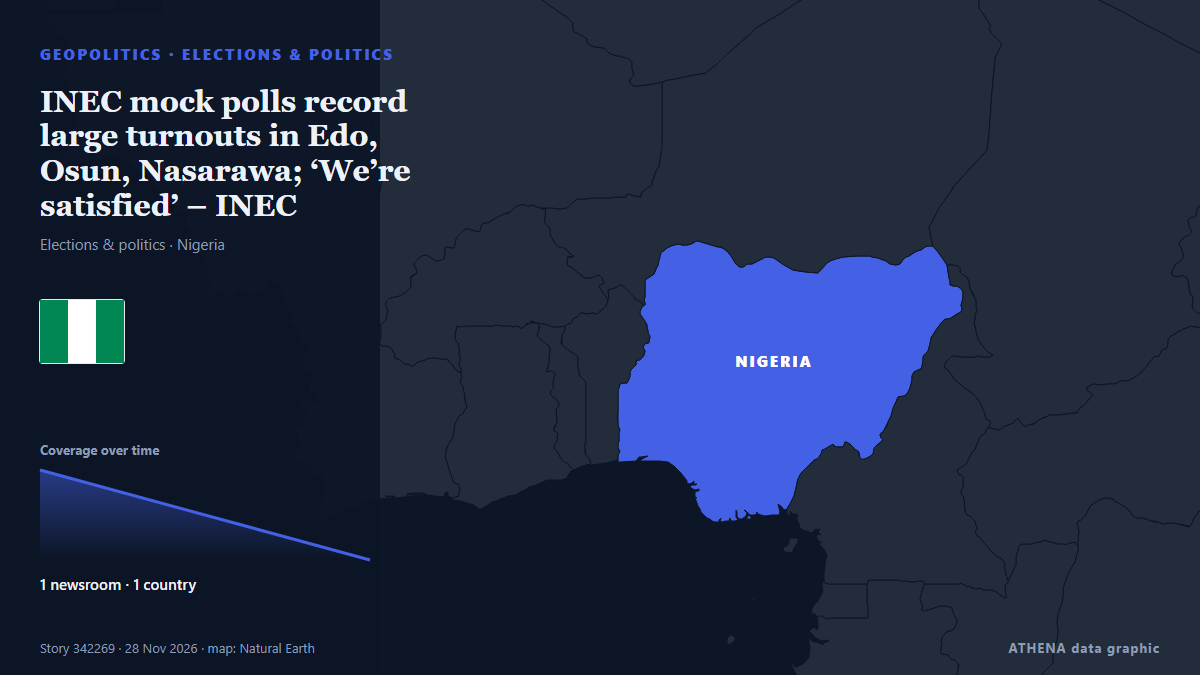 GEOPOLITICS · ELECTIONS & POLITICS
INEC mock polls record
large turnouts in Edo,
Osun, Nasarawa; ‘We’re
satisfied’ – INEC
Elections & politics · Nigeria
NIGERIA
Coverage over time
1 newsroom · 1 country
Story 342269 · 28 Nov 2026 · map: Natural Earth
ATHENA data graphic